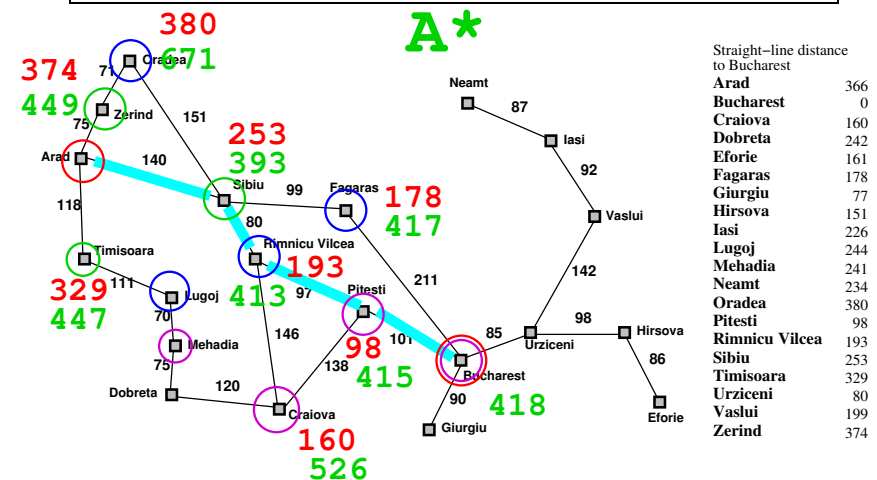 A*
380
671
Oradea
374
449
71
Zerind
75
151
Arad
140
253
393
Sibiu
99
Fagaras
178
417
118
80
Rimnicu Vilcea
193
413
97
Timisoara
329
447
111
Lugoj
70
Pitesti
98
415
211
146
101
138
Mehadia
75
Dobreta
120
Craiova
160
526
Neamt
87
Iasi
92
Vaslui
142
85
98
Hirsova
Urziceni
86
Bucharest
418
90
Giurgiu
Eforie
Straight−line distance
to Bucharest
Arad 366
Bucharest 0
Craiova 160
Dobreta 242
Eforie 161
Fagaras 178
Giurgiu 77
Hirsova 151
Iasi 226
Lugoj 244
Mehadia 241
Neamt 234
Oradea 380
Pitesti 98
Rimnicu Vilcea 193
Sibiu 253
Timisoara 329
Urziceni 80
Vaslui 199
Zerind 374